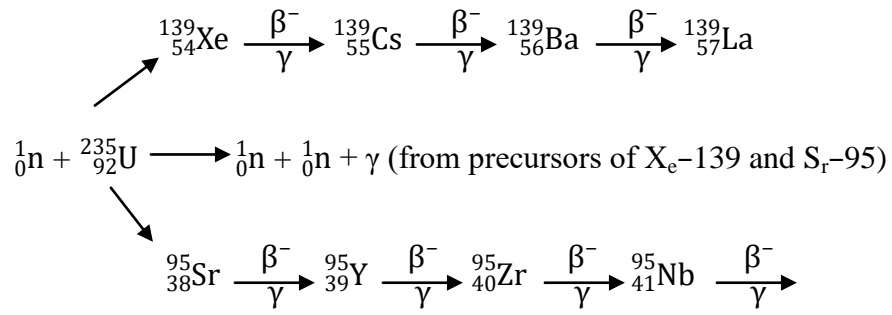 ¹³⁹₅₄Xe β⁻ γ ¹³⁹₅₅Cs β⁻ γ ¹³⁹₅₆Ba β⁻ γ ¹³⁹₅₇La
¹₀n + ²³⁵₉₂U ⟶ ¹₀n + ¹₀n + γ (from precursors of Xₑ–139 and Sᵣ–95)
⁹⁵₃₈Sr β⁻ γ ⁹⁵₃₉Y β⁻ γ ⁹⁵₄₀Zr β⁻ γ ⁹⁵₄₁Nb β⁻ γ